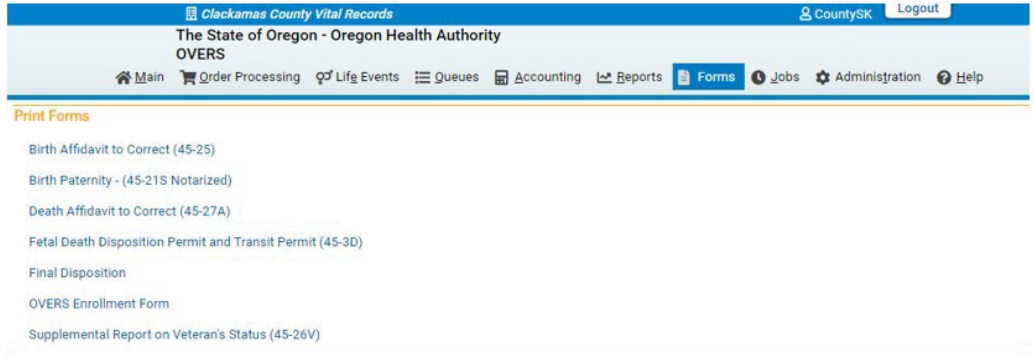 Clackamas County Vital Records CountySK Logout
The State of Oregon - Oregon Health Authority
OVERS
Main Order Processing Life Events Queues Accounting Reports Forms Jobs Administration Help
Print Forms
Birth Affidavit to Correct (45-25)
Birth Paternity - (45-21S Notarized)
Death Affidavit to Correct (45-27A)
Fetal Death Disposition Permit and Transit Permit (45-3D)
Final Disposition
OVERS Enrollment Form
Supplemental Report on Veteran's Status (45-26V)